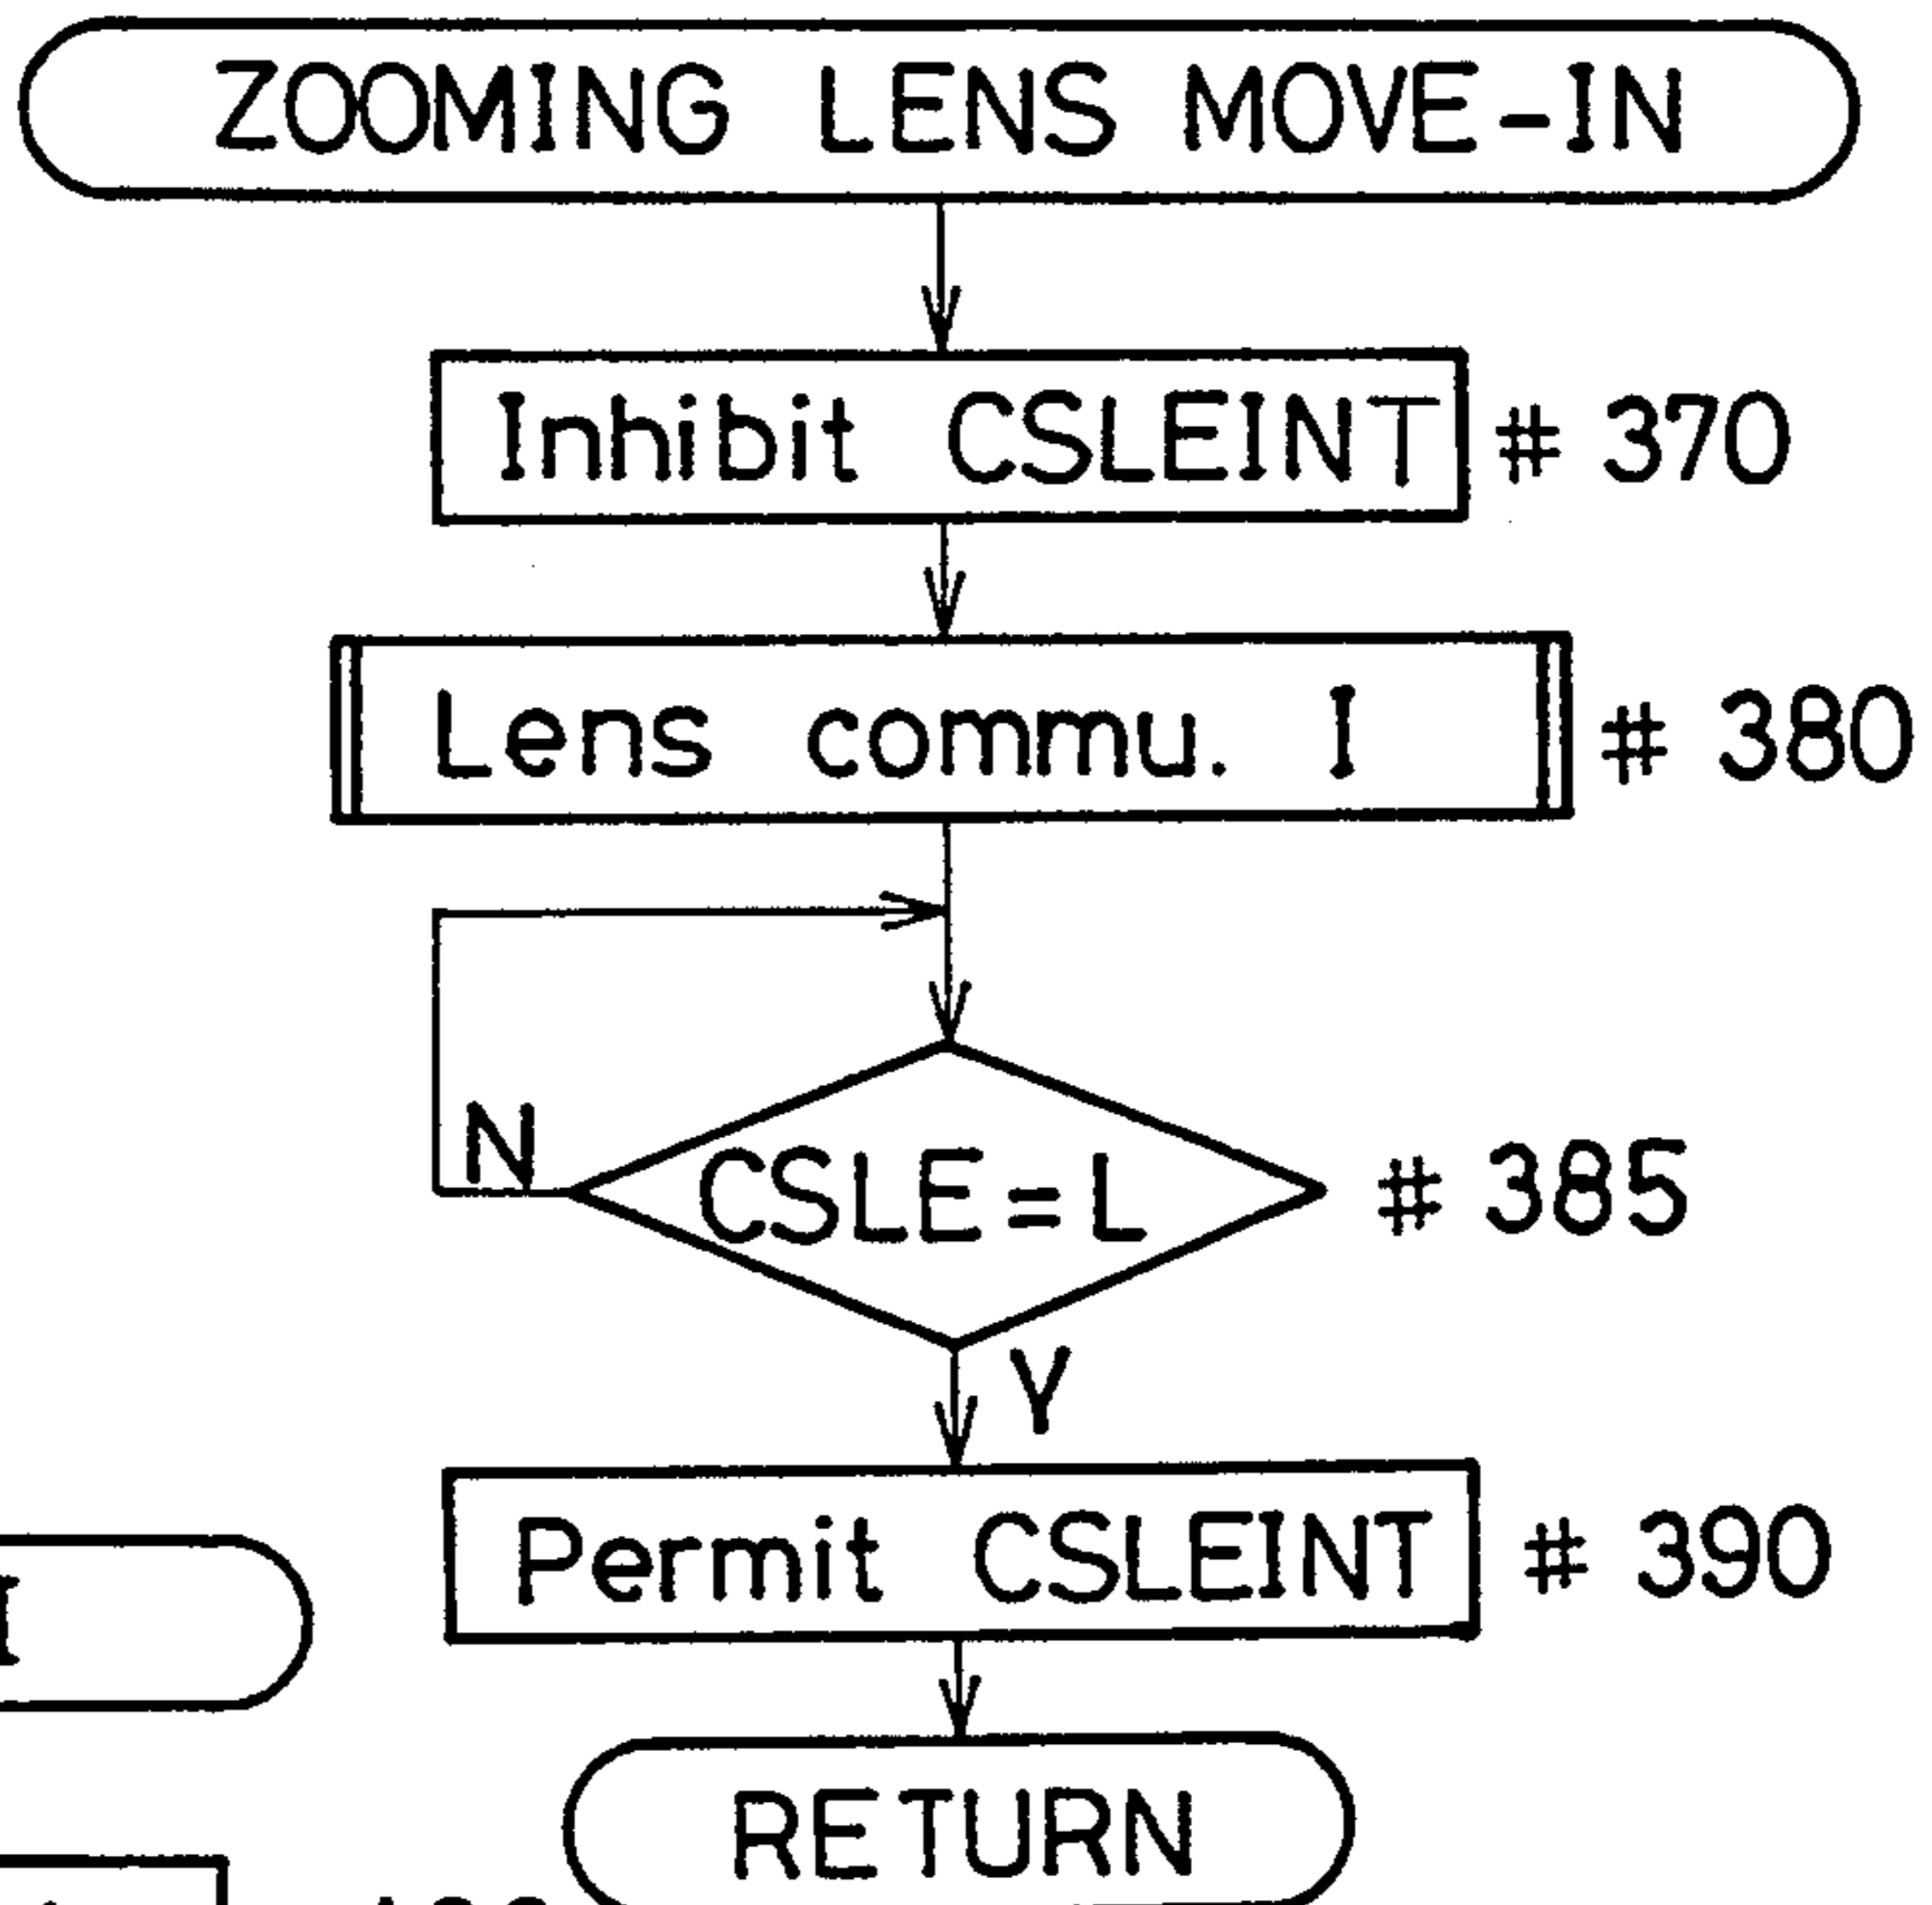 ZOOMING LENS MOVE-IN
Inhibit CSLEINT # 370
Lens commu. I # 380
N
CSLE=L # 385
Y
Permit CSLEINT # 390
I
RETURN